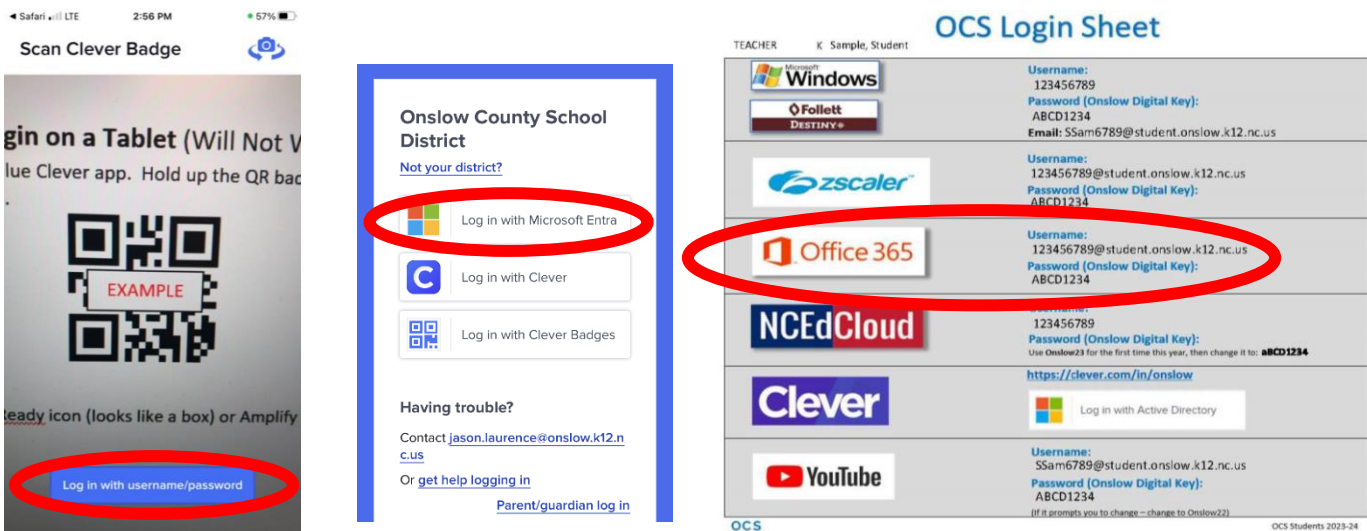 Safari LTE 2:56 PM 57%
Scan Clever Badge
gin on a Tablet (Will Not
lue Clever app. Hold up the QR bac
EXAMPLE
Ready icon (looks like a box) or Amplify
Log in with username/password
Onslow County School
District
Not your district?
Log in with Microsoft Entra
Log in with Clever
Log in with Clever Badges
Having trouble?
Contact jason.laurence@onslow.k12.n
c.us
Or get help logging in
Parent/guardian log in
OCS Login Sheet
TEACHER K Sample, Student
Microsoft
Windows
Follett
DESTINY
Username:
123456789
Password (Onslow Digital Key):
ABCD1234
Email: SSam6789@student.onslow.k12.nc.us
zscaler
Username:
123456789@student.onslow.k12.nc.us
Password (Onslow Digital Key):
ABCD1234
Office 365
Username:
123456789@student.onslow.k12.nc.us
Password (Onslow Digital Key):
ABCD1234
NCEdCloud
Username:
123456789
Password (Onslow Digital Key):
Use Onslow23 for the first time this year, then change it to: aBCD1234
Clever
https://clever.com/in/onslow
Log in with Active Directory
YouTube
Username:
SSam6789@student.onslow.k12.nc.us
Password (Onslow Digital Key):
ABCD1234
(If it prompts you to change – change to Onslow22)
OCS
OCS Students 2023-24